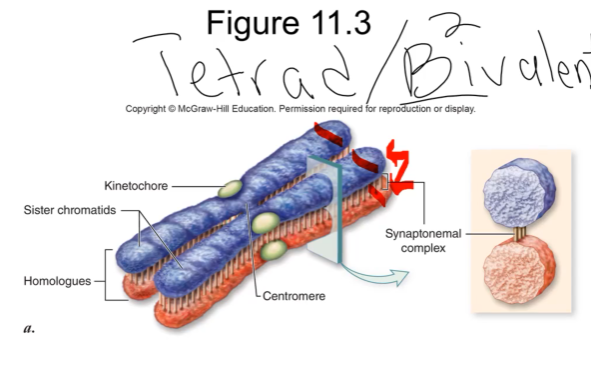 Figure 11.3
2
Tetrad/Bivalent
Copyright © McGraw-Hill Education. Permission required for reproduction or display.
Kinetochore
Sister chromatids
Synaptonemal
complex
Homologues
Centromere
a.